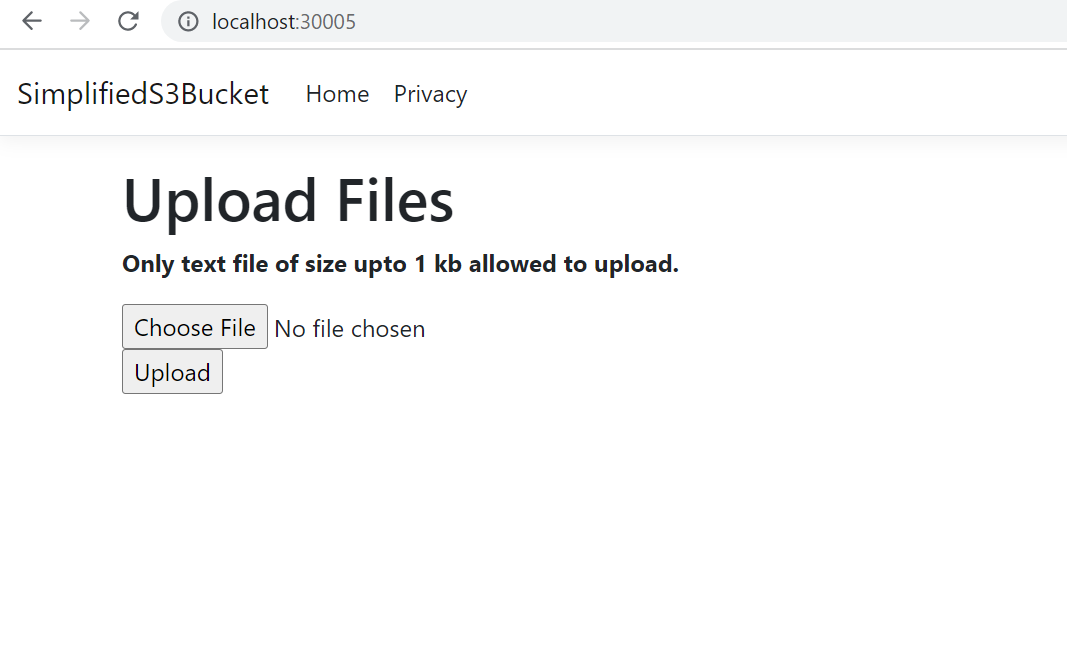 localhost:30005
SimplifiedS3Bucket Home Privacy
Upload Files
Only text file of size upto 1 kb allowed to upload.
Choose File No file chosen
Upload